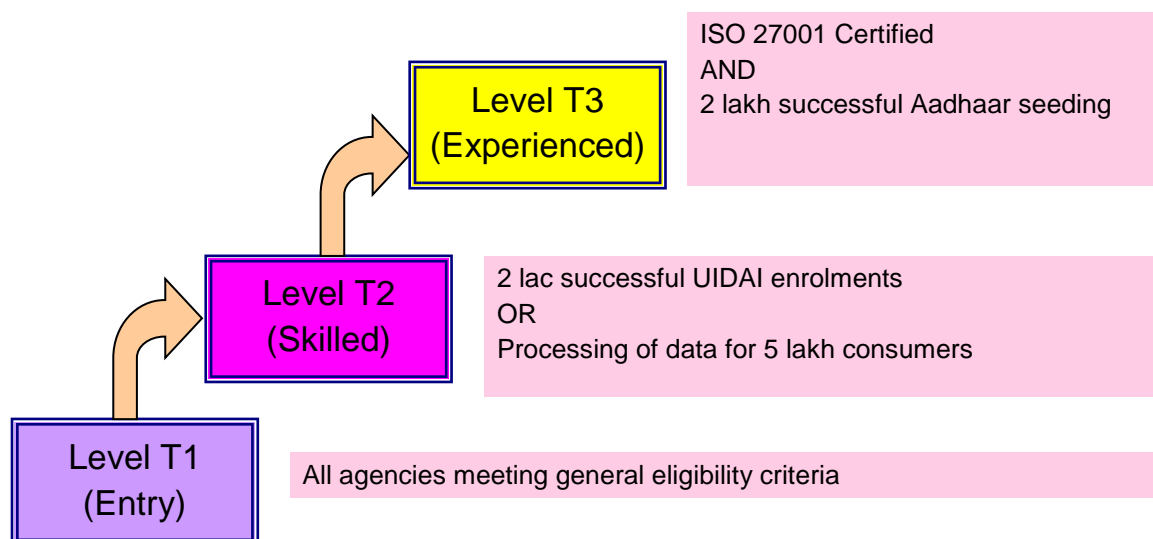 ISO 27001 Certified
AND
2 lakh successful Aadhaar seeding
Level T3
(Experienced)
2 lac successful UIDAI enrolments
OR
Processing of data for 5 lakh consumers
Level T2
(Skilled)
Level T1
(Entry)
All agencies meeting general eligibility criteria